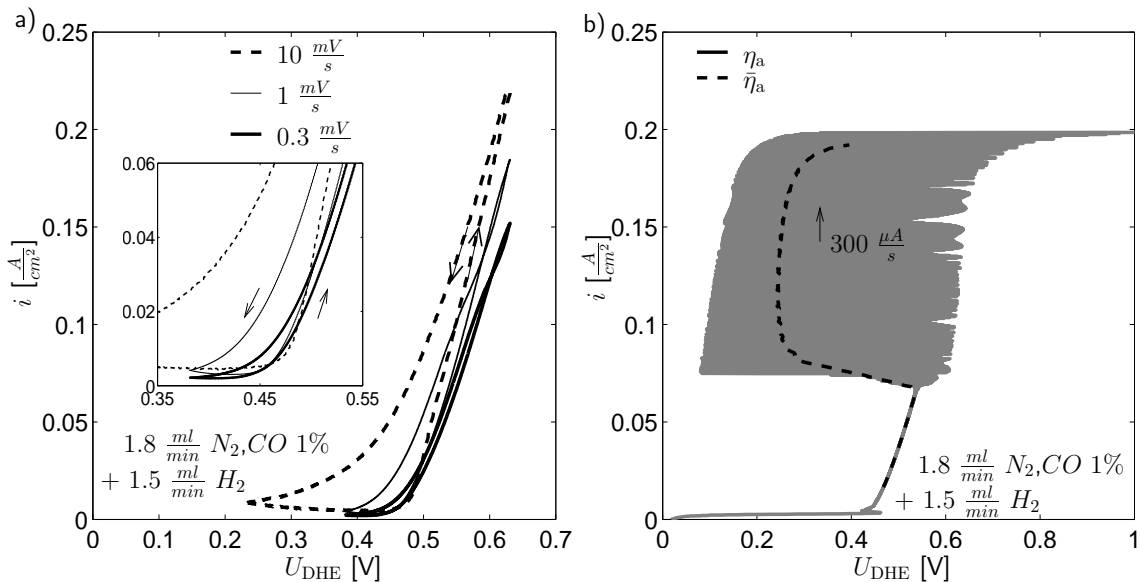 a)
0.25
0.2
0.15
0.1
0.05
0
i [A/cm²]
10 mV/s
1 mV/s
0.3 mV/s
0.06
0.04
0.02
0
0.35 0.45 0.55
1.8 ml/min N₂,CO 1%
+ 1.5 ml/min H₂
0 0.1 0.2 0.3 0.4 0.5 0.6 0.7
U_DHE [V]
b)
0.25
0.2
0.15
0.1
0.05
0
i [A/cm²]
η_a
η̄_a
300 μA/s
1.8 ml/min N₂,CO 1%
+ 1.5 ml/min H₂
0 0.2 0.4 0.6 0.8 1
U_DHE [V]